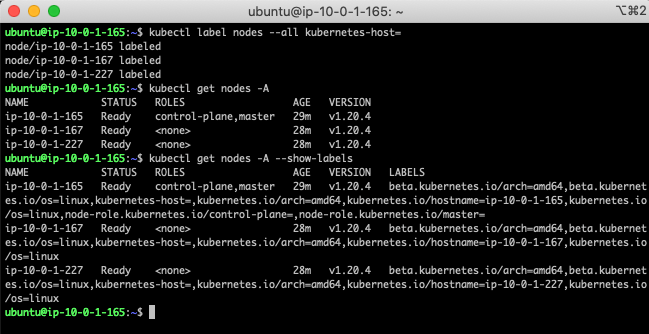 ubuntu@ip-10-0-1-165: ~
⌥⌘2
ubuntu@ip-10-0-1-165:~$ kubectl label nodes --all kubernetes-host=
node/ip-10-0-1-165 labeled
node/ip-10-0-1-167 labeled
node/ip-10-0-1-227 labeled
ubuntu@ip-10-0-1-165:~$ kubectl get nodes -A
NAME STATUS ROLES AGE VERSION
ip-10-0-1-165 Ready control-plane,master 29m v1.20.4
ip-10-0-1-167 Ready <none> 28m v1.20.4
ip-10-0-1-227 Ready <none> 28m v1.20.4
ubuntu@ip-10-0-1-165:~$ kubectl get nodes -A --show-labels
NAME STATUS ROLES AGE VERSION LABELS
ip-10-0-1-165 Ready control-plane,master 29m v1.20.4 beta.kubernetes.io/arch=amd64,beta.kubernet
es.io/os=linux,kubernetes-host=,kubernetes.io/arch=amd64,kubernetes.io/hostname=ip-10-0-1-165,kubernetes.io
/os=linux,node-role.kubernetes.io/control-plane=,node-role.kubernetes.io/master=
ip-10-0-1-167 Ready <none> 28m v1.20.4 beta.kubernetes.io/arch=amd64,beta.kubernet
es.io/os=linux,kubernetes-host=,kubernetes.io/arch=amd64,kubernetes.io/hostname=ip-10-0-1-167,kubernetes.io
/os=linux
ip-10-0-1-227 Ready <none> 28m v1.20.4 beta.kubernetes.io/arch=amd64,beta.kubernet
es.io/os=linux,kubernetes-host=,kubernetes.io/arch=amd64,kubernetes.io/hostname=ip-10-0-1-227,kubernetes.io
/os=linux
ubuntu@ip-10-0-1-165:~$